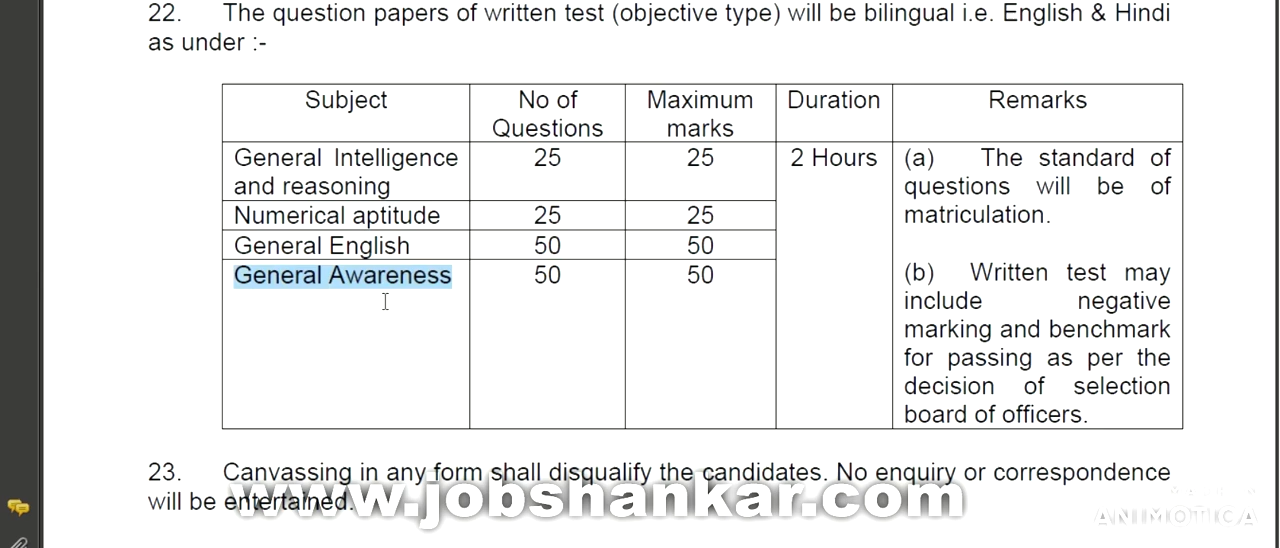 22. The question papers of written test (objective type) will be bilingual i.e. English & Hindi
as under :-
Subject No of Questions Maximum marks Duration Remarks
General Intelligence and reasoning 25 25 2 Hours
Numerical aptitude 25 25
General English 50 50
General Awareness 50 50
(a) The standard of
questions will be of
matriculation.
(b) Written test may
include negative
marking and benchmark
for passing as per the
decision of selection
board of officers.
23. Canvassing in any form shall disqualify the candidates. No enquiry or correspondence
will be entertained.
www.jobshankar.com
ANIMOTICA